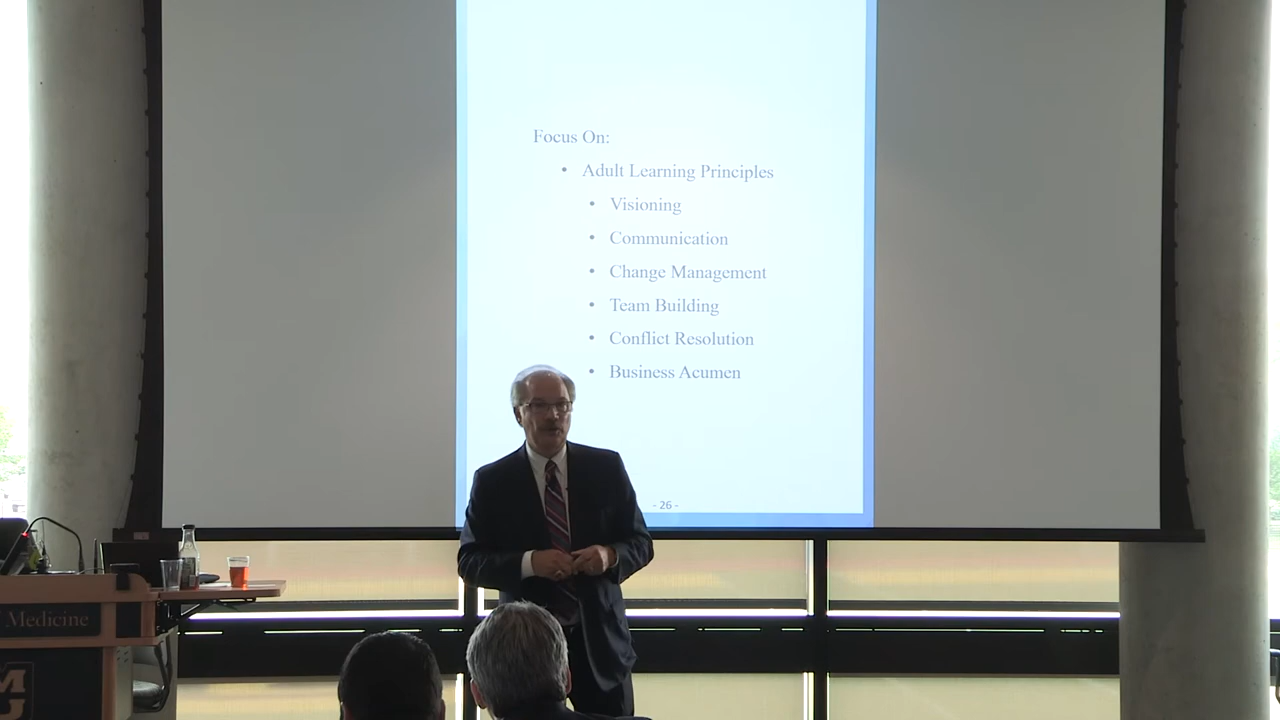 Focus On:
• Adult Learning Principles
• Visioning
• Communication
• Change Management
• Team Building
• Conflict Resolution
• Business Acumen
- 26 -
Medicine
M
U